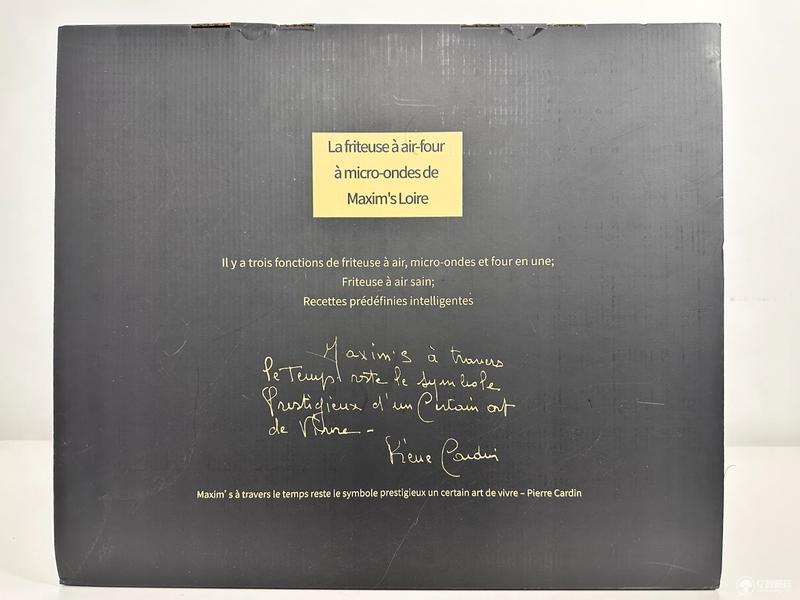 La friteuse à air-four
à micro-ondes de
Maxim's Loire
Il y a trois fonctions de friteuse à air, micro-ondes et four en une;
Friteuse à air sain;
Recettes prédéfinies intelligentes
Maxim's à travers
le Temps reste le symbole
Prestigieux d'un Certain art
de Vivre -
Pierre Cardin
Maxim's à travers le temps reste le symbole prestigieux un certain art de vivre – Pierre Cardin